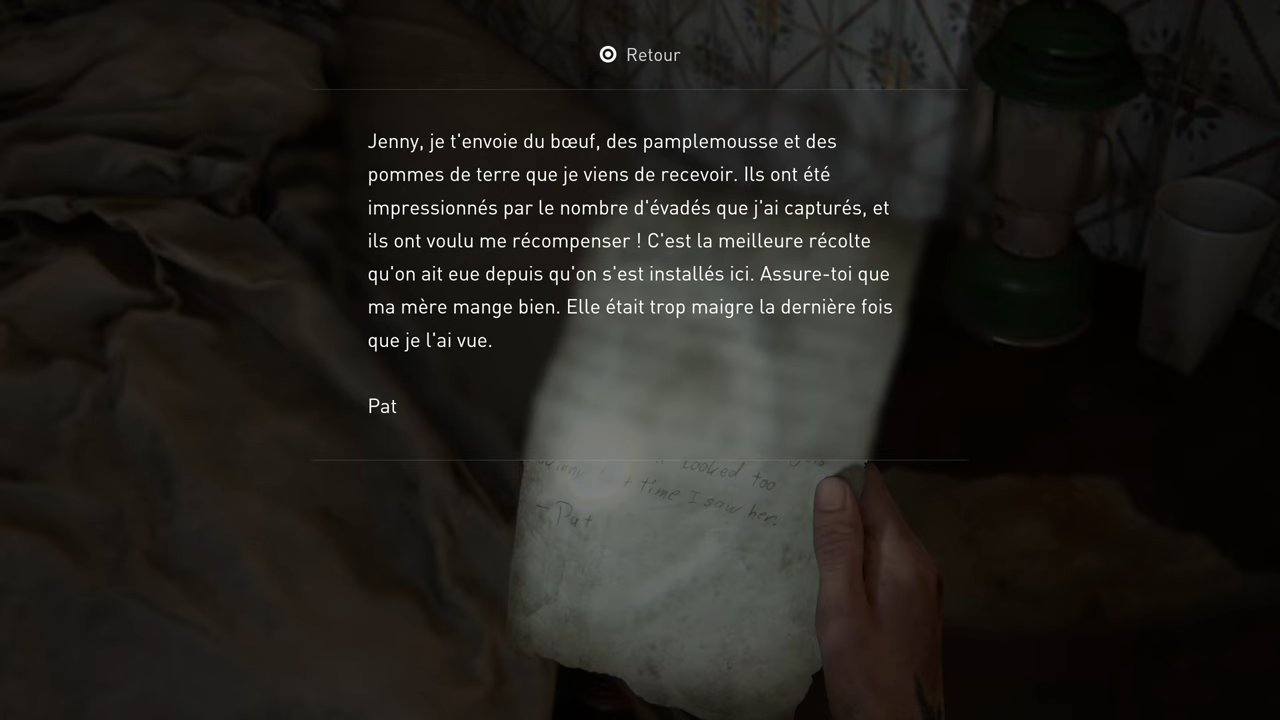 Retour
Jenny, je t'envoie du bœuf, des pamplemousse et des
pommes de terre que je viens de recevoir. Ils ont été
impressionnés par le nombre d'évadés que j'ai capturés, et
ils ont voulu me récompenser ! C'est la meilleure récolte
qu'on ait eue depuis qu'on s'est installés ici. Assure-toi que
ma mère mange bien. Elle était trop maigre la dernière fois
que je l'ai vue.
Pat
looked too
time I saw her.
- Pat